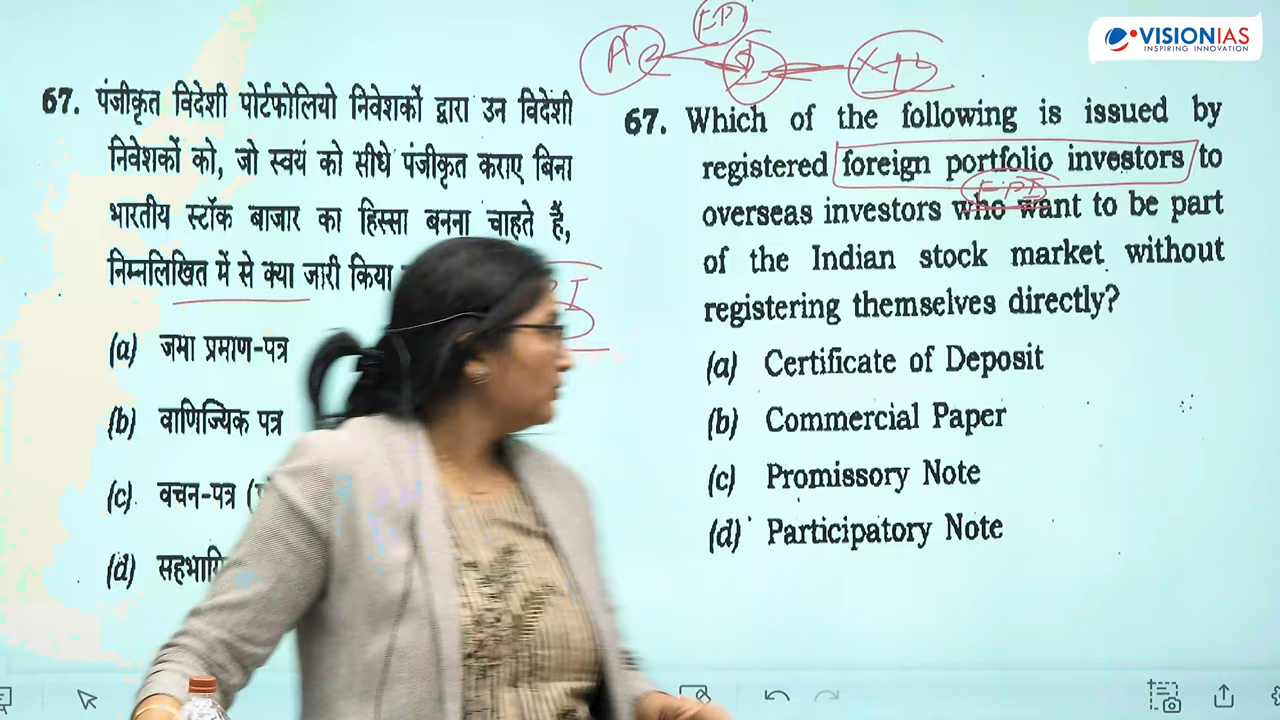 VISIONIAS
INSPIRING INNOVATION
67. पंजीकृत विदेशी पोर्टफोलियो निवेशकों द्वारा उन विदेशी
निवेशकों को, जो स्वयं को सीधे पंजीकृत कराए बिना
भारतीय स्टॉक बाजार का हिस्सा बनना चाहते हैं,
निम्नलिखित में से क्या जारी किया
(a) जमा प्रमाण-पत्र
(b) वाणिज्यिक पत्र
(c) वचन-पत्र
(d)
67. Which of the following is issued by
registered foreign portfolio investors to
FPI
overseas investors who want to be part
of the Indian stock market without
registering themselves directly?
(a) Certificate of Deposit
(b) Commercial Paper
(c) Promissory Note
(d) Participatory Note